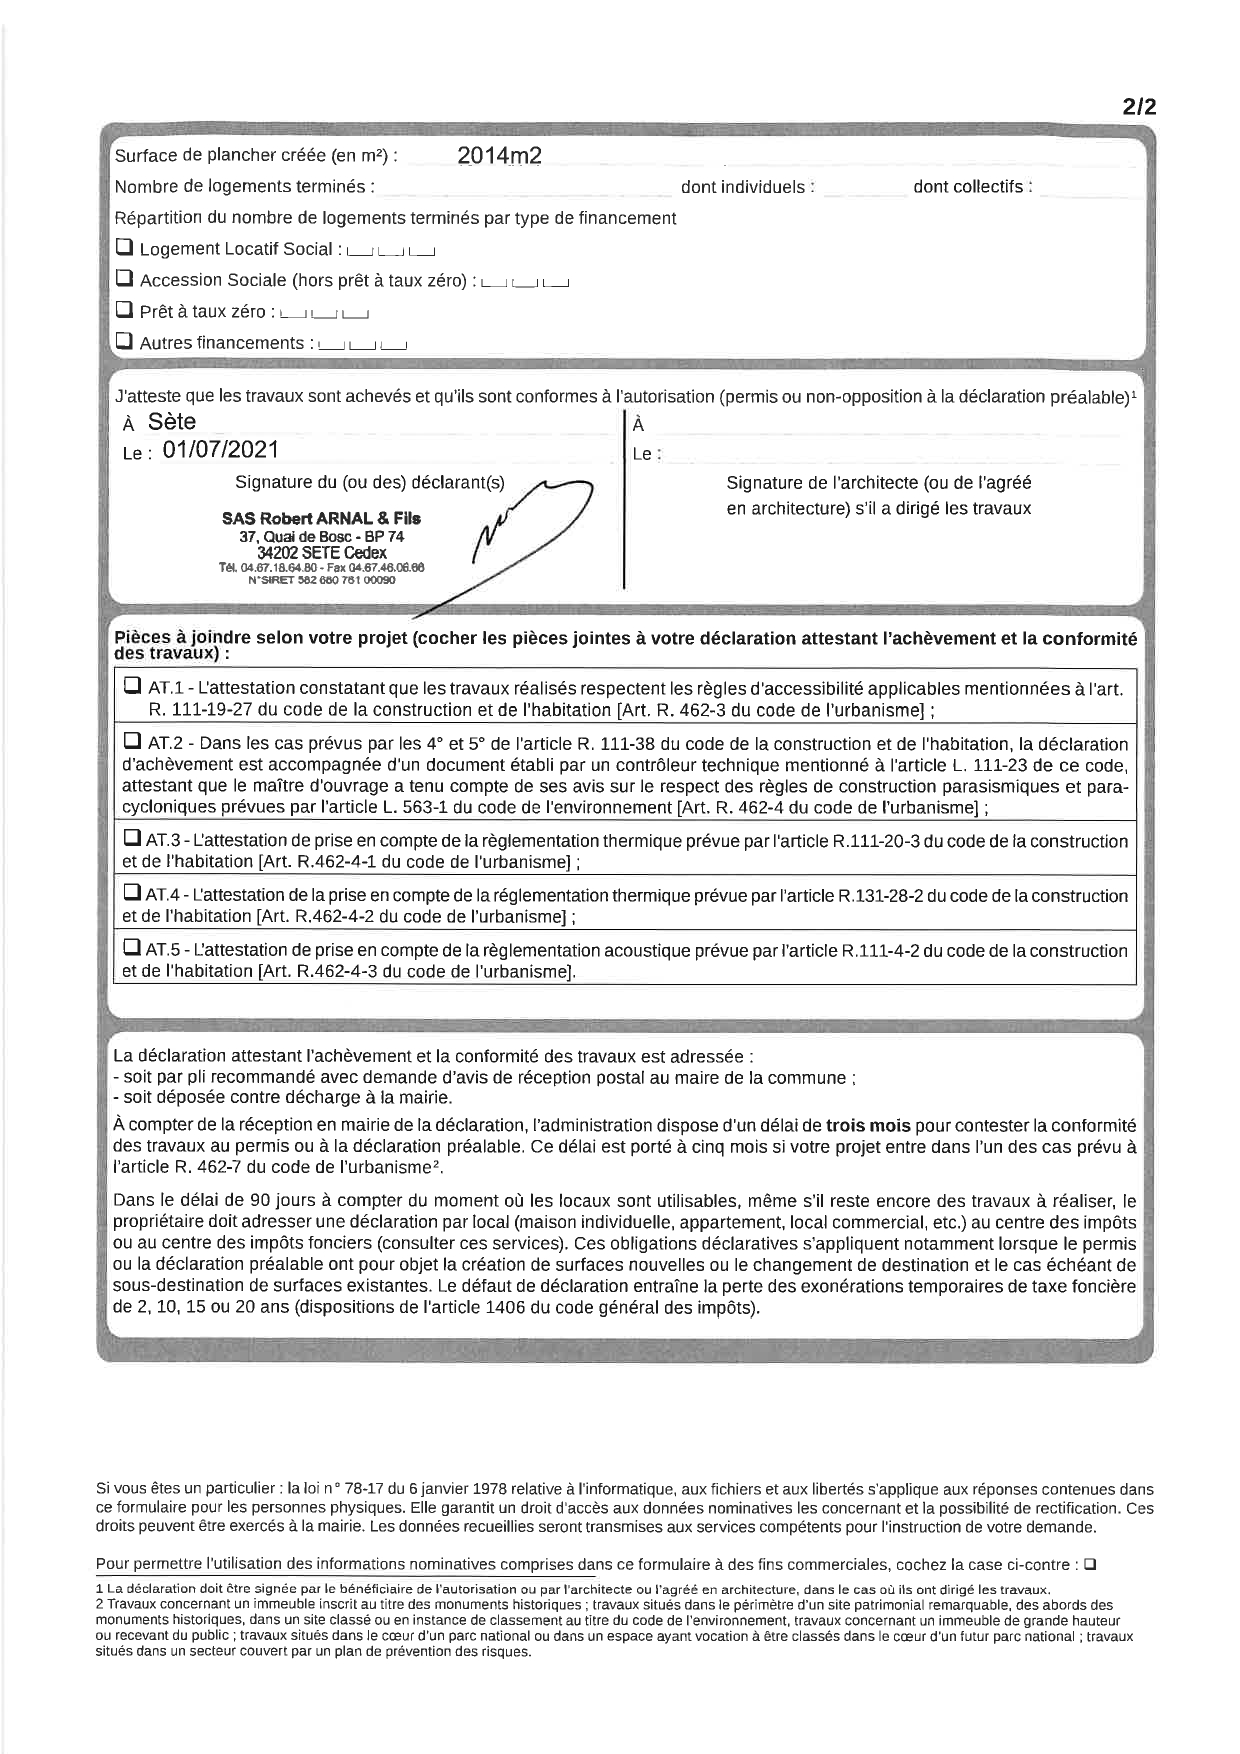 2/2
Surface de plancher créée (en m²) : 2014m2
Nombre de logements terminés : dont individuels : dont collectifs :
Répartition du nombre de logements terminés par type de financement
❏ Logement Locatif Social :
❏ Accession Sociale (hors prêt à taux zéro) :
❏ Prêt à taux zéro :
❏ Autres financements :
J'atteste que les travaux sont achevés et qu'ils sont conformes à l'autorisation (permis ou non-opposition à la déclaration préalable)¹
À Sète
Le : 01/07/2021
Signature du (ou des) déclarant(s)
SAS Robert ARNAL & Fils
37, Quai de Bosc - BP 74
34202 SETE Cedex
Tél. 04.67.18.64.80 - Fax 04.67.46.06.66
N°SIRET 582 680 761 00090
À
Le :
Signature de l'architecte (ou de l'agréé
en architecture) s'il a dirigé les travaux
Pièces à joindre selon votre projet (cocher les pièces jointes à votre déclaration attestant l'achèvement et la conformité
des travaux) :
❏ AT.1 - L'attestation constatant que les travaux réalisés respectent les règles d'accessibilité applicables mentionnées à l'art.
R. 111-19-27 du code de la construction et de l'habitation [Art. R. 462-3 du code de l'urbanisme] ;
❏ AT.2 - Dans les cas prévus par les 4° et 5° de l'article R. 111-38 du code de la construction et de l'habitation, la déclaration
d'achèvement est accompagnée d'un document établi par un contrôleur technique mentionné à l'article L. 111-23 de ce code,
attestant que le maître d'ouvrage a tenu compte de ses avis sur le respect des règles de construction parasismiques et para-
cycloniques prévues par l'article L. 563-1 du code de l'environnement [Art. R. 462-4 du code de l'urbanisme] ;
❏ AT.3 - L'attestation de prise en compte de la règlementation thermique prévue par l'article R.111-20-3 du code de la construction
et de l'habitation [Art. R.462-4-1 du code de l'urbanisme] ;
❏ AT.4 - L'attestation de la prise en compte de la réglementation thermique prévue par l'article R.131-28-2 du code de la construction
et de l'habitation [Art. R.462-4-2 du code de l'urbanisme] ;
❏ AT.5 - L'attestation de prise en compte de la règlementation acoustique prévue par l'article R.111-4-2 du code de la construction
et de l'habitation [Art. R.462-4-3 du code de l'urbanisme].
La déclaration attestant l'achèvement et la conformité des travaux est adressée :
- soit par pli recommandé avec demande d'avis de réception postal au maire de la commune ;
- soit déposée contre décharge à la mairie.
À compter de la réception en mairie de la déclaration, l'administration dispose d'un délai de trois mois pour contester la conformité
des travaux au permis ou à la déclaration préalable. Ce délai est porté à cinq mois si votre projet entre dans l'un des cas prévu à
l'article R. 462-7 du code de l'urbanisme².
Dans le délai de 90 jours à compter du moment où les locaux sont utilisables, même s'il reste encore des travaux à réaliser, le
propriétaire doit adresser une déclaration par local (maison individuelle, appartement, local commercial, etc.) au centre des impôts
ou au centre des impôts fonciers (consulter ces services). Ces obligations déclaratives s'appliquent notamment lorsque le permis
ou la déclaration préalable ont pour objet la création de surfaces nouvelles ou le changement de destination et le cas échéant de
sous-destination de surfaces existantes. Le défaut de déclaration entraîne la perte des exonérations temporaires de taxe foncière
de 2, 10, 15 ou 20 ans (dispositions de l'article 1406 du code général des impôts).
Si vous êtes un particulier : la loi n° 78-17 du 6 janvier 1978 relative à l'informatique, aux fichiers et aux libertés s'applique aux réponses contenues dans
ce formulaire pour les personnes physiques. Elle garantit un droit d'accès aux données nominatives les concernant et la possibilité de rectification. Ces
droits peuvent être exercés à la mairie. Les données recueillies seront transmises aux services compétents pour l'instruction de votre demande.
Pour permettre l'utilisation des informations nominatives comprises dans ce formulaire à des fins commerciales, cochez la case ci-contre : ❏
1 La déclaration doit être signée par le bénéficiaire de l'autorisation ou par l'architecte ou l'agréé en architecture, dans le cas où ils ont dirigé les travaux.
2 Travaux concernant un immeuble inscrit au titre des monuments historiques ; travaux situés dans le périmètre d'un site patrimonial remarquable, des abords des
monuments historiques, dans un site classé ou en instance de classement au titre du code de l'environnement, travaux concernant un immeuble de grande hauteur
ou recevant du public ; travaux situés dans le cœur d'un parc national ou dans un espace ayant vocation à être classés dans le cœur d'un futur parc national ; travaux
situés dans un secteur couvert par un plan de prévention des risques.